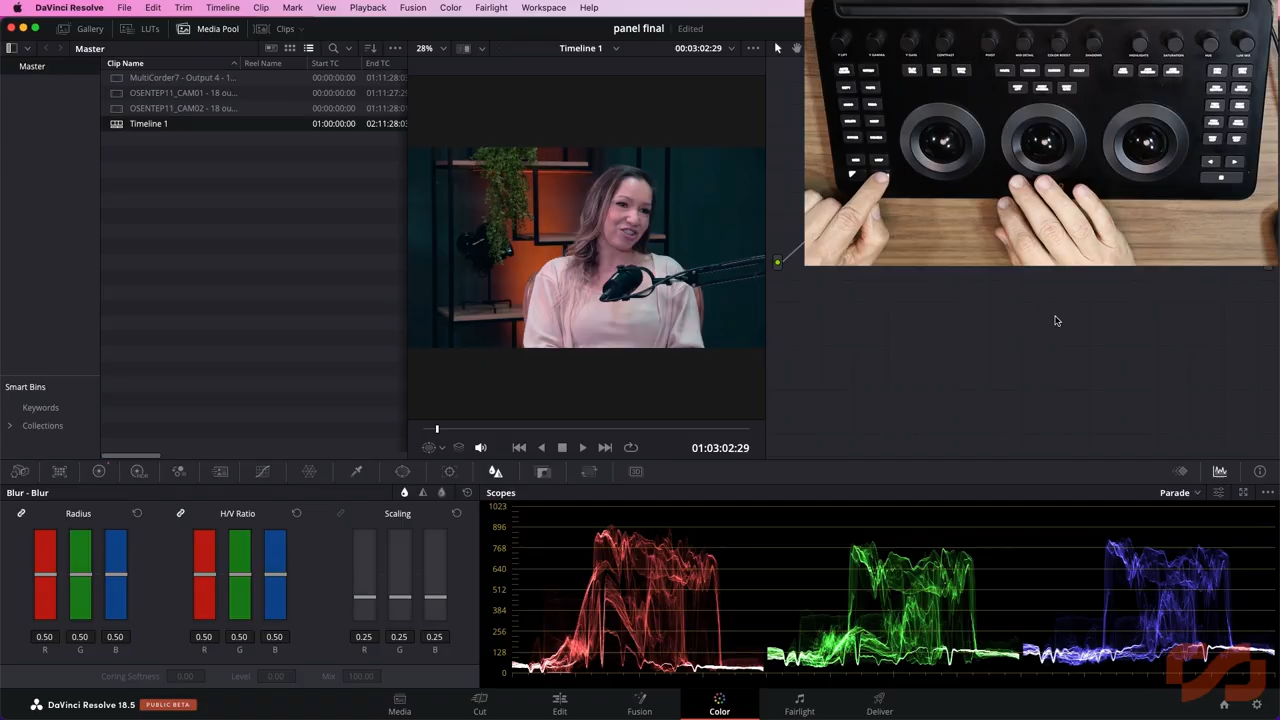 DaVinci Resolve File Edit Trim Timeline Clip Mark View Playback Fusion Color Fairlight Workspace Help
Gallery LUTs Media Pool Clips panel final Edited
Master 28% Timeline 1 00:03:02:29
Master
Clip Name Reel Name Start TC End TC
MultiCorder7 - Output 4 - 1... 00:00:00:00 01:11:28:0
OSENTEP11_CAM01 - 18 ou... 00:00:00:00 01:11:27:2
OSENTEP11_CAM02 - 18 ou... 00:00:00:00 01:11:28:0
Timeline 1 01:00:00:00 02:11:28:0
Smart Bins
Keywords
Collections
01:03:02:29
Blur - Blur
Radius H/V Ratio Scaling
0.50 0.50 0.50 0.50 0.50 0.50 0.25 0.25 0.25
R G B R G B R G B
Coring Softness 0.00 Level 0.00 Mix 100.00
Scopes Parade
1023
896
768
640
512
384
256
128
0
DaVinci Resolve 18.5 PUBLIC BETA
Media Cut Edit Fusion Color Fairlight Deliver